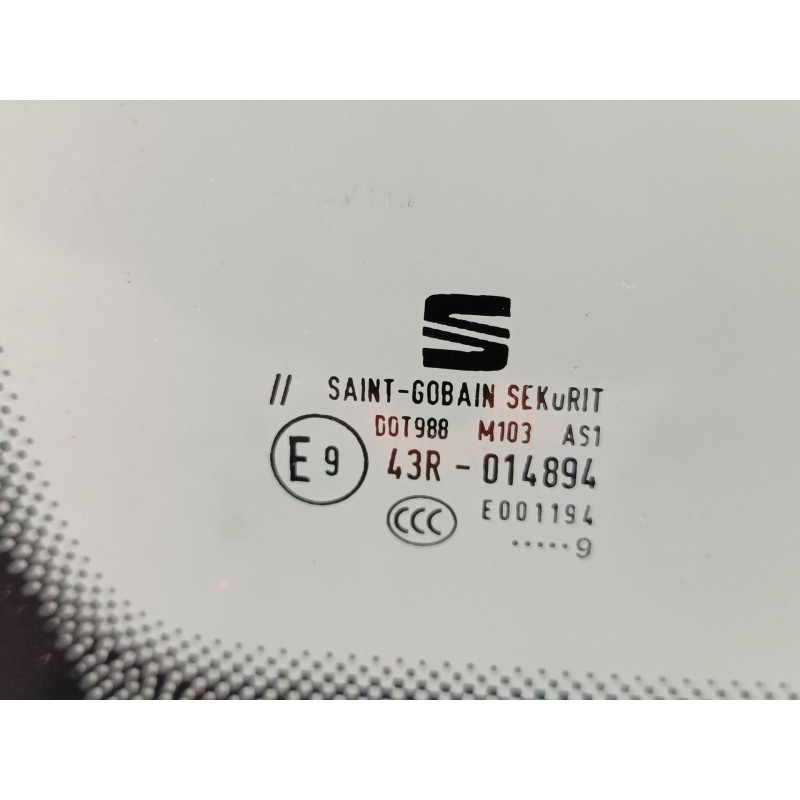 // SAINT-GOBAIN SEKuRIT
DOT988 M103 AS1
E9 43R-014894
CCC E001194
.....9